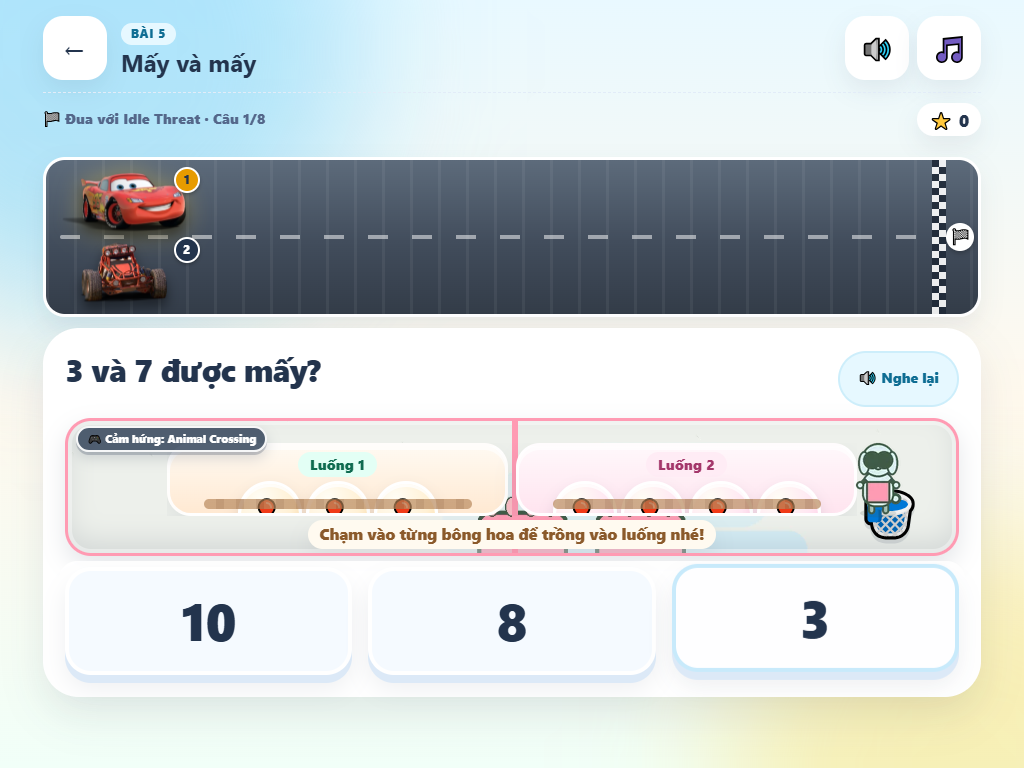 ←
BÀI 5
Mấy và mấy
Đua với Idle Threat · Câu 1/8
0
1
2
3 và 7 được mấy?
Nghe lại
Cảm hứng: Animal Crossing
Luống 1
Luống 2
Chạm vào từng bông hoa để trồng vào luống nhé!
10
8
3